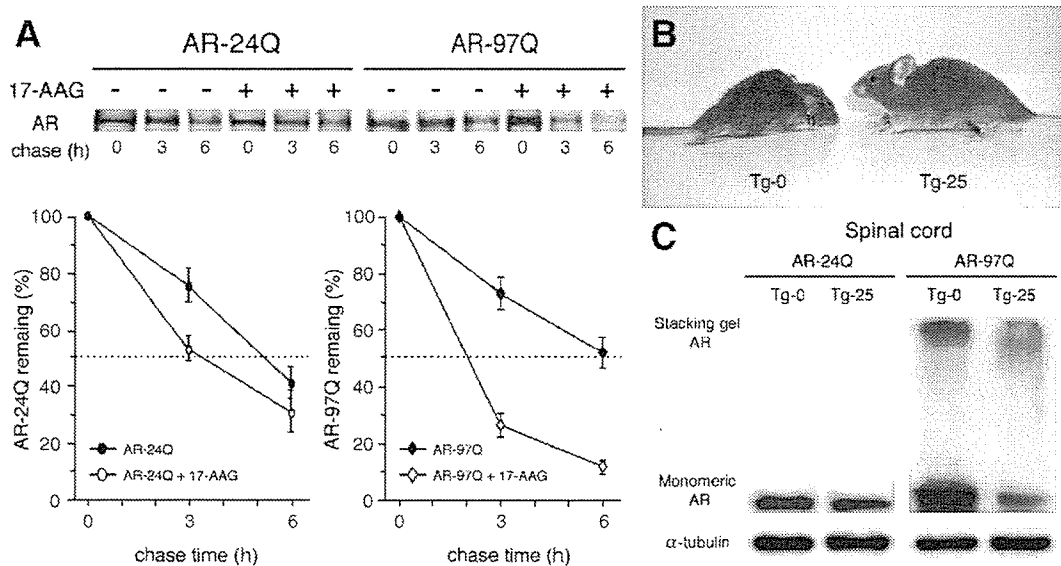 A
AR-24Q AR-97Q
17-AAG - - - + + + - - - + + +
AR
chase (h) 0 3 6 0 3 6 0 3 6 0 3 6
AR-24Q remaing (%)
100
80
60
40
20
0
AR-24Q
AR-24Q + 17-AAG
0 3 6
chase time (h)
AR-97Q remaing (%)
100
80
60
40
20
0
AR-97Q
AR-97Q + 17-AAG
0 3 6
chase time (h)
B
Tg-0 Tg-25
C
Spinal cord
AR-24Q AR-97Q
Tg-0 Tg-25 Tg-0 Tg-25
Stacking gel
AR
Monomeric
AR
α-tubulin